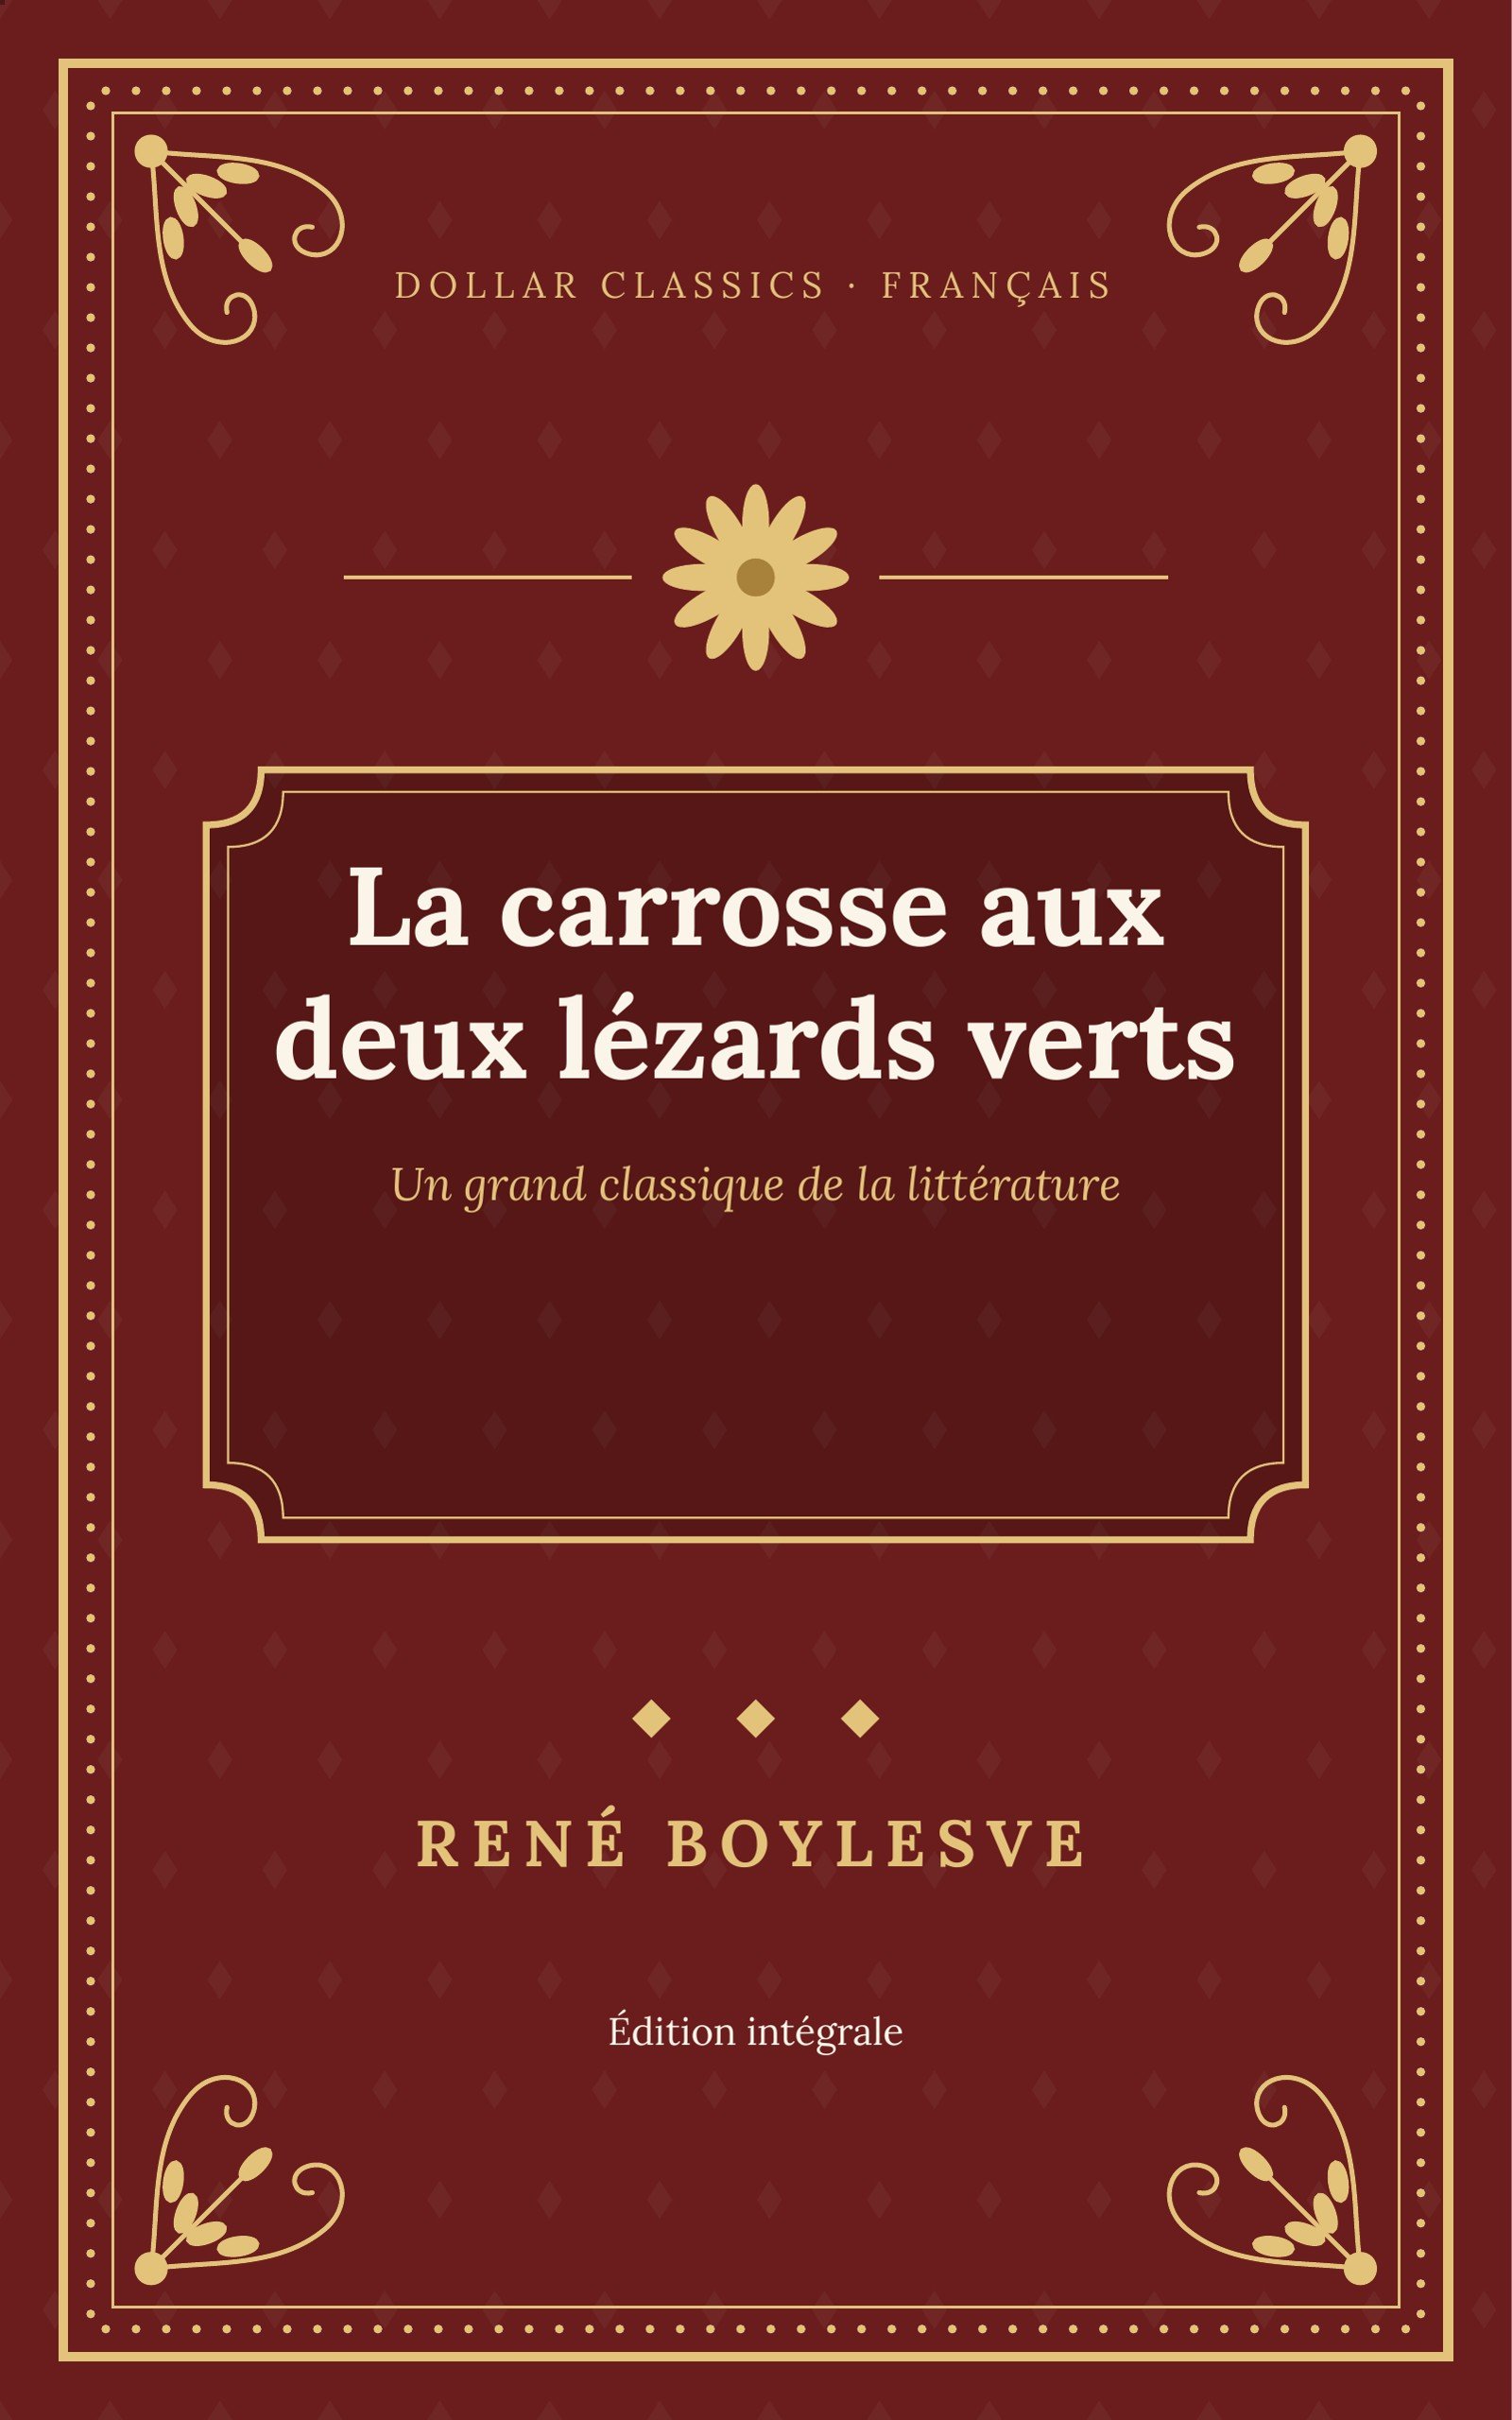 DOLLAR CLASSICS · FRANÇAIS
La carrosse aux
deux lézards verts
Un grand classique de la littérature
RENÉ BOYLESVE
Édition intégrale